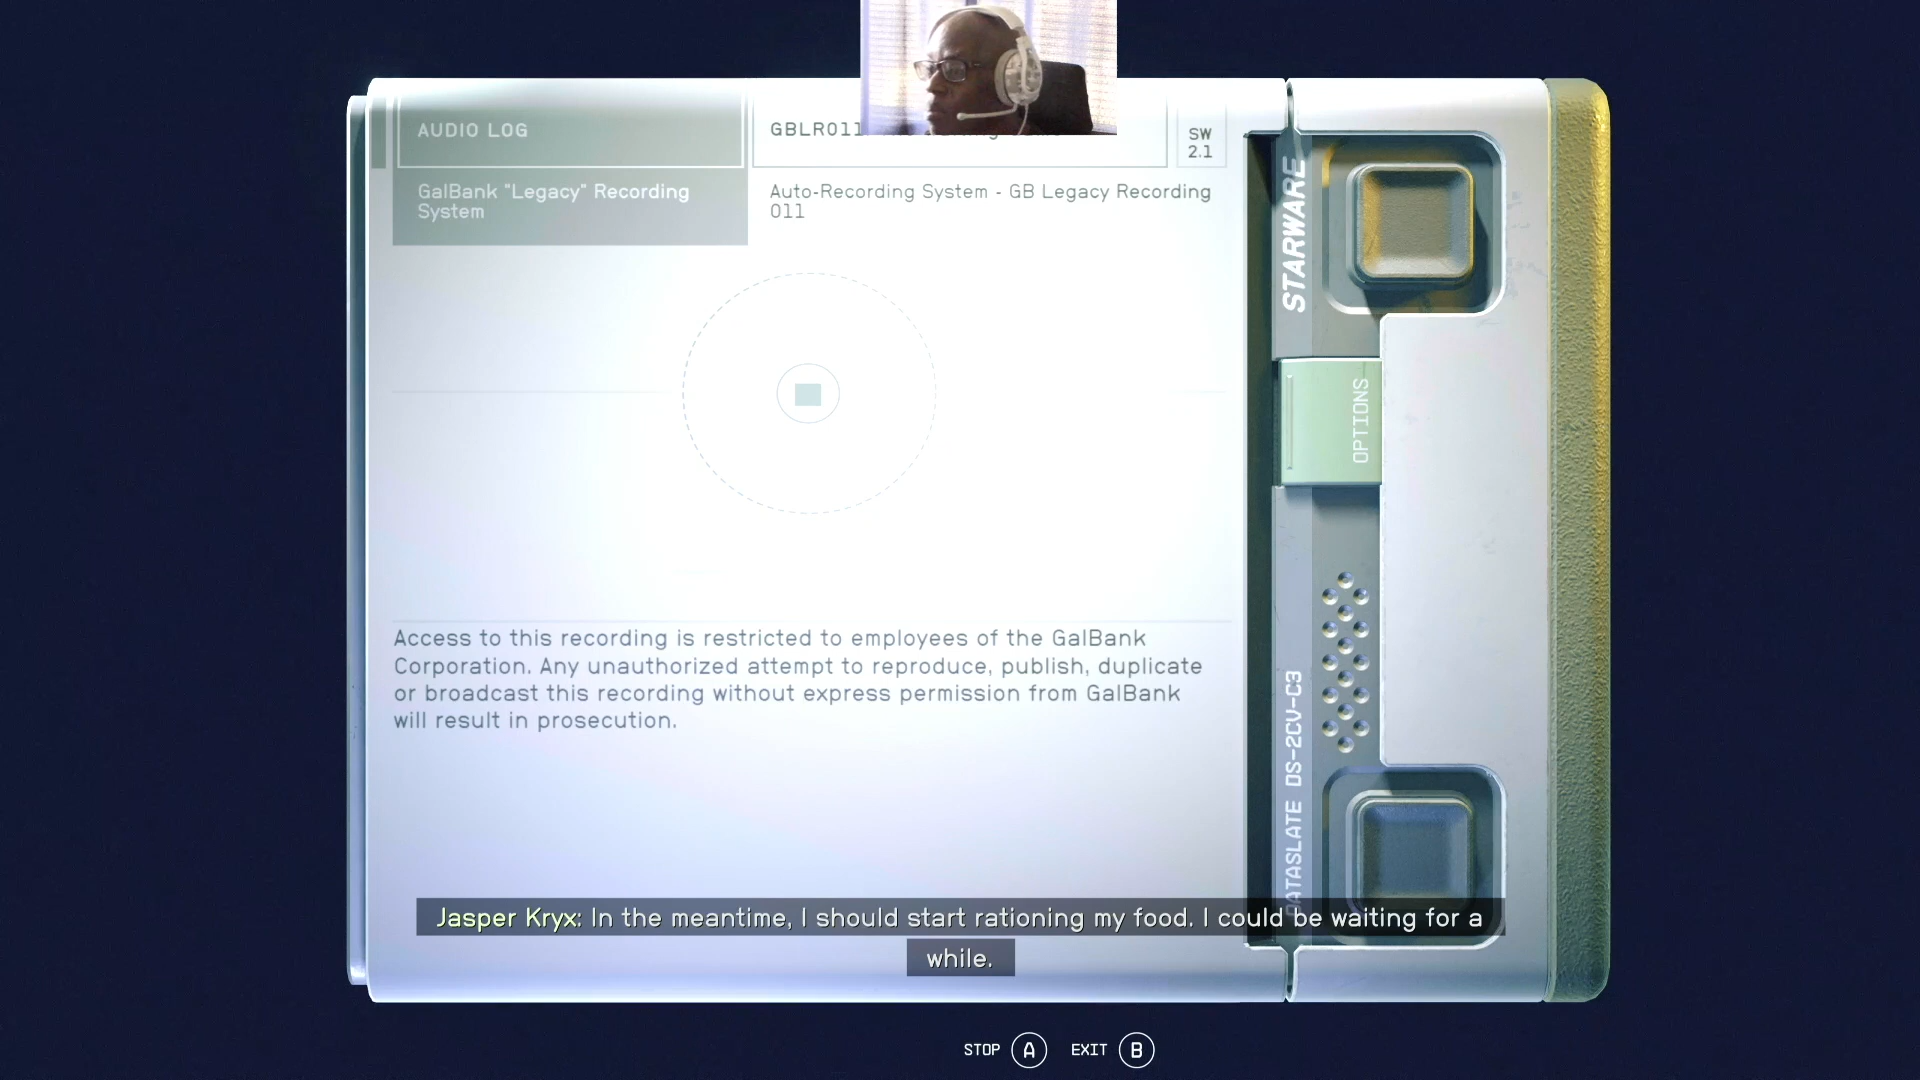 AUDIO LOG
GBLR011
SW
2.1
GalBank "Legacy" Recording
System
Auto-Recording System - GB Legacy Recording
011
STARWARE
OPTIONS
Access to this recording is restricted to employees of the GalBank
Corporation. Any unauthorized attempt to reproduce, publish, duplicate
or broadcast this recording without express permission from GalBank
will result in prosecution.
DATASLATE DS-2CV-C3
Jasper Kryx: In the meantime, I should start rationing my food. I could be waiting for a
while.
STOP A EXIT B